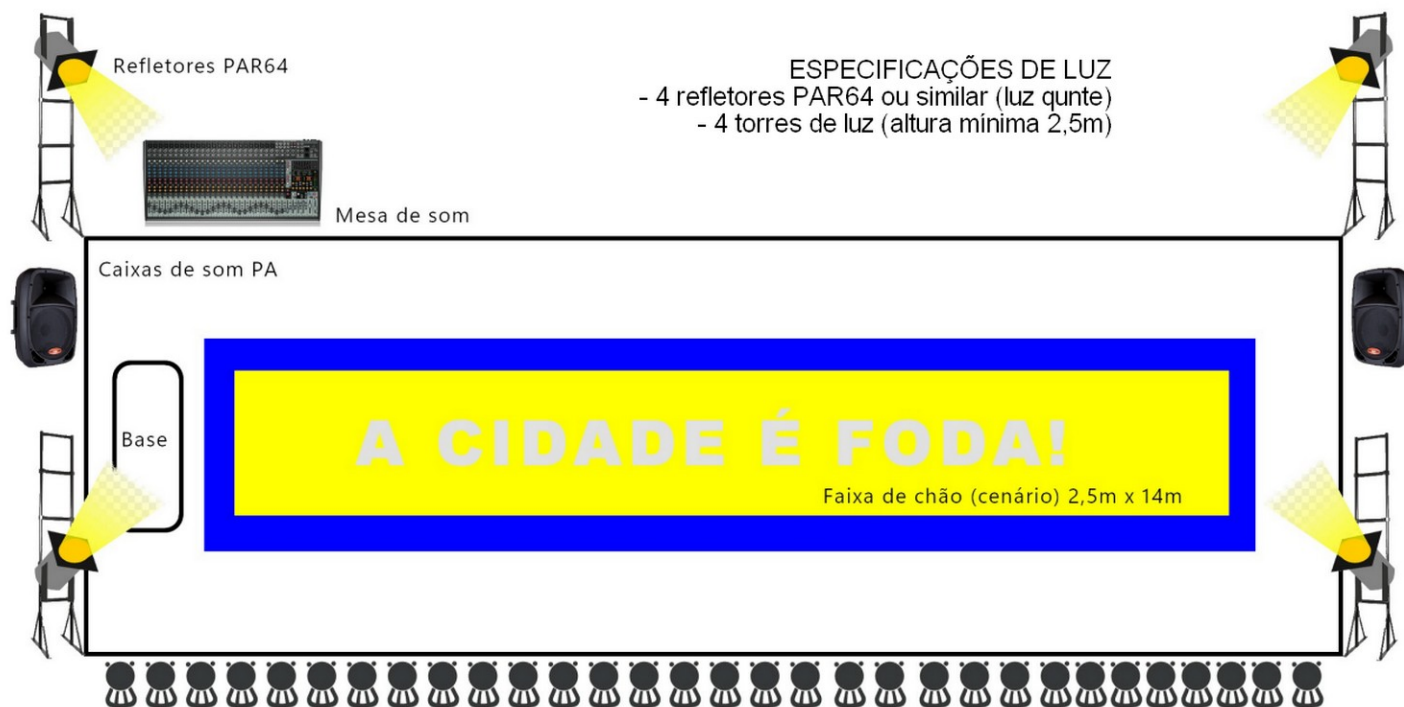 Refletores PAR64
ESPECIFICAÇÕES DE LUZ
- 4 refletores PAR64 ou similar (luz qunte)
- 4 torres de luz (altura mínima 2,5m)
Mesa de som
Caixas de som PA
Base
A CIDADE É FODA!
Faixa de chão (cenário) 2,5m x 14m